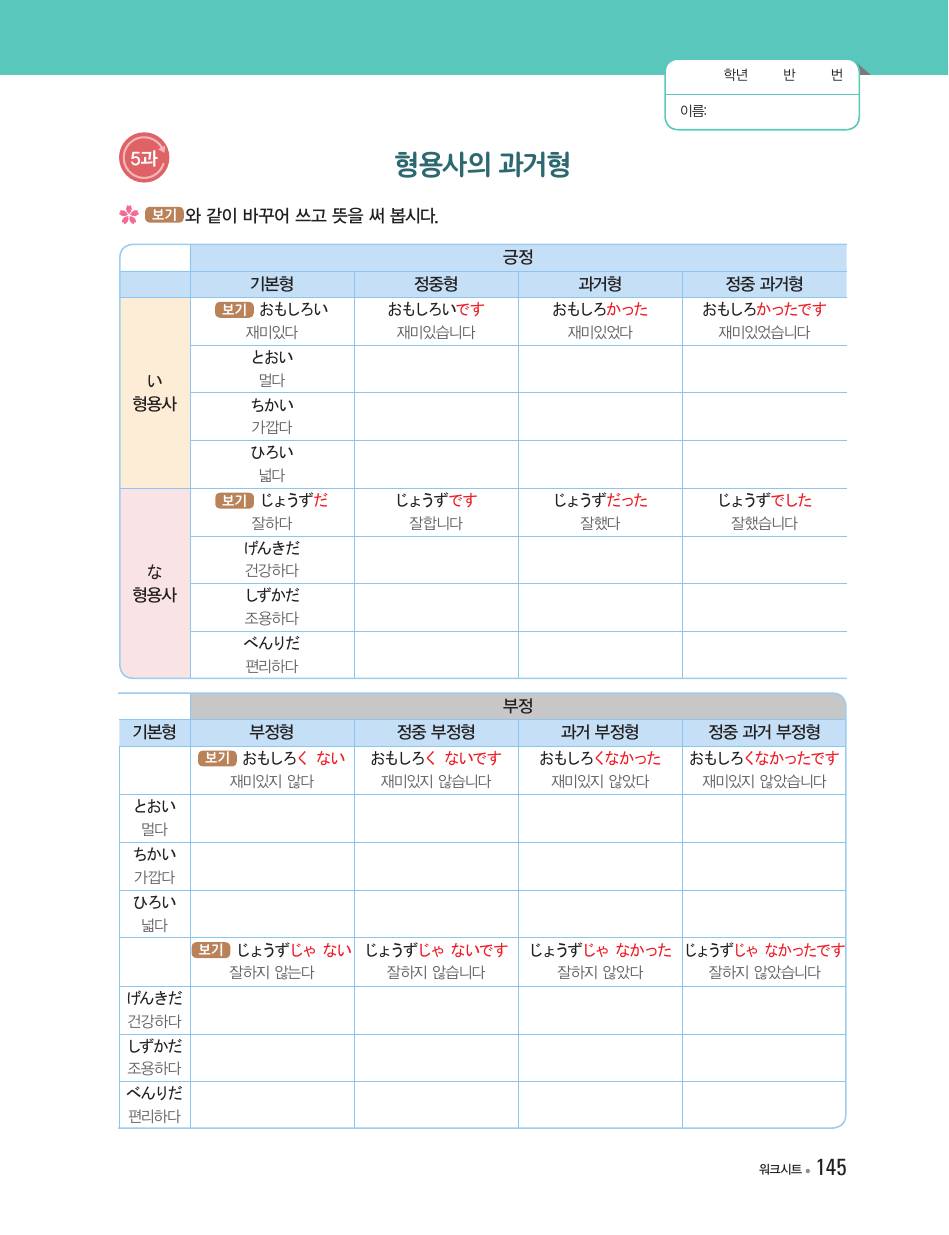 학년 반 번
이름:
5과
형용사의 과거형
보기 와 같이 바꾸어 쓰고 뜻을 써 봅시다.
긍정
기본형 정중형 과거형 정중 과거형
い
형용사
보기 おもしろい おもしろいです おもしろかった おもしろかったです
재미있다 재미있습니다 재미있었다 재미있었습니다
とおい
멀다
ちかい
가깝다
ひろい
넓다
な
형용사
보기 じょうずだ じょうずです じょうずだった じょうずでした
잘하다 잘합니다 잘했다 잘했습니다
げんきだ
건강하다
しずかだ
조용하다
べんりだ
편리하다
부정
기본형 부정형 정중 부정형 과거 부정형 정중 과거 부정형
보기 おもしろく ない おもしろく ないです おもしろくなかった おもしろくなかったです
재미있지 않다 재미있지 않습니다 재미있지 않았다 재미있지 않았습니다
とおい
멀다
ちかい
가깝다
ひろい
넓다
보기 じょうずじゃ ない じょうずじゃ ないです じょうずじゃ なかった じょうずじゃ なかったです
잘하지 않는다 잘하지 않습니다 잘하지 않았다 잘하지 않았습니다
げんきだ
건강하다
しずかだ
조용하다
べんりだ
편리하다
워크시트 • 145